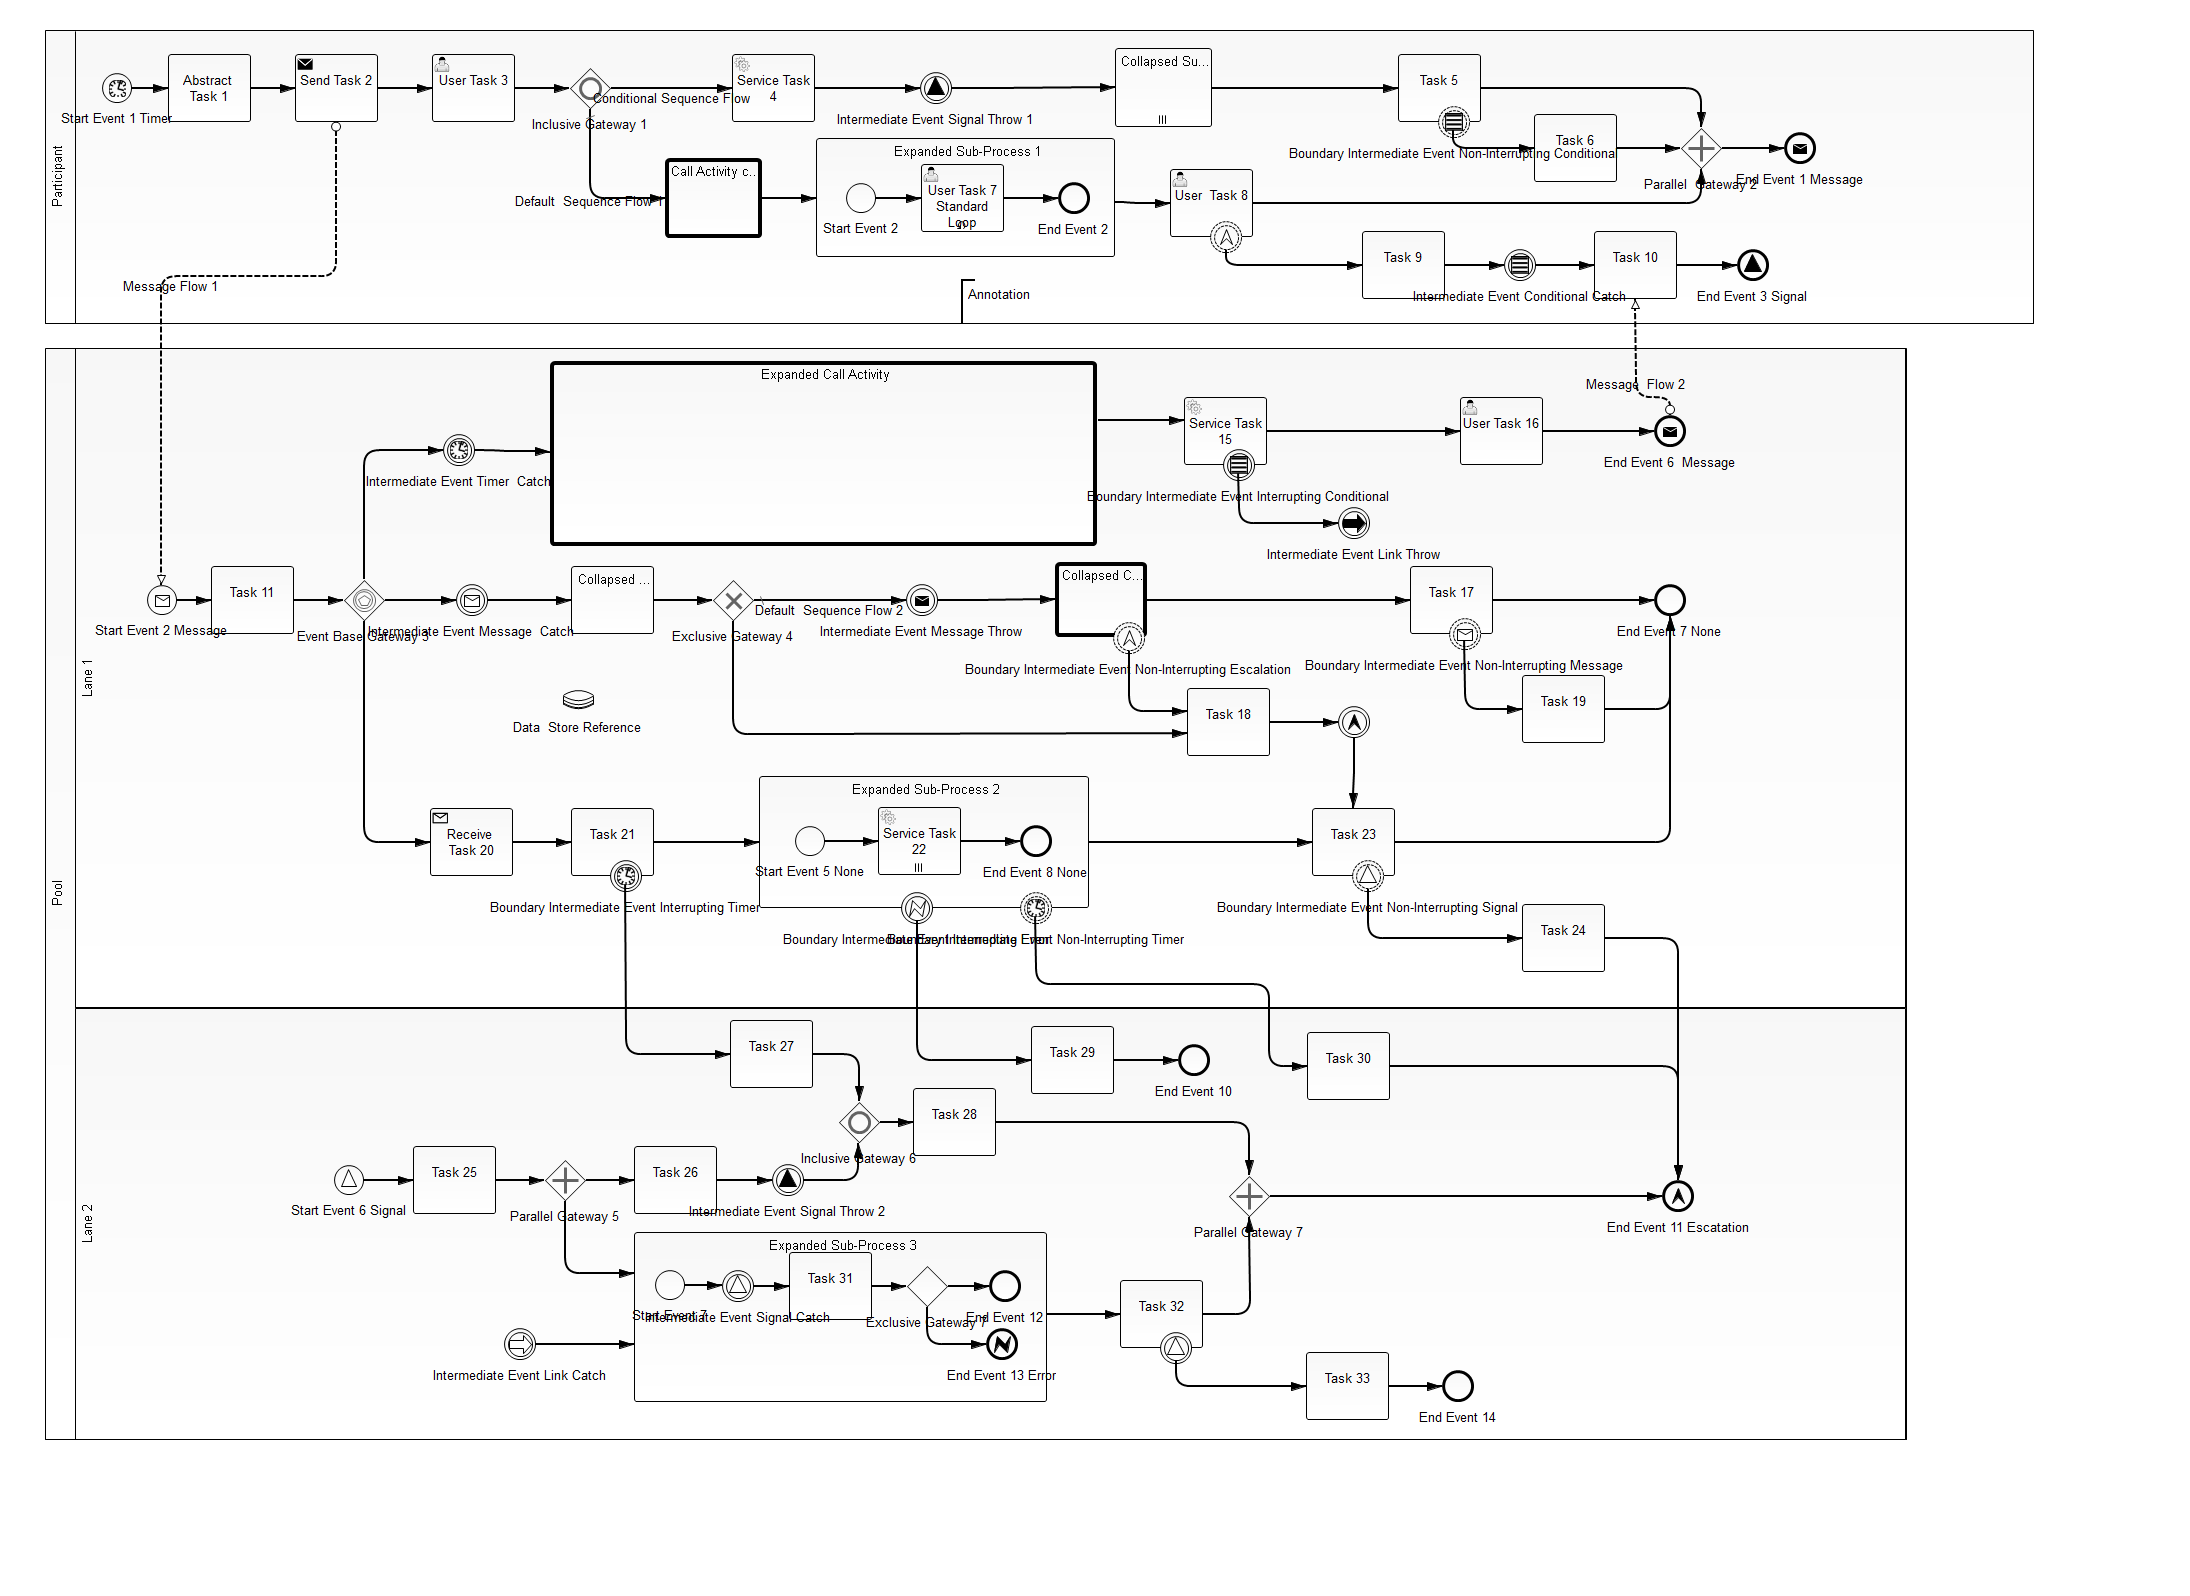 Participant
Abstract
Task 1
Send Task 2
User Task 3
Service Task
4
Collapsed Su...
Task 5
Start Event 1 Timer
Conditional Sequence Flow
Inclusive Gateway 1
Intermediate Event Signal Throw 1
Task 6
Boundary Intermediate Event Non-Interrupting Conditional
Expanded Sub-Process 1
Call Activity c...
User Task 7
Standard
Loop
User  Task 8
Parallel  Gateway 2
End Event 1 Message
Default  Sequence Flow 1
Start Event 2
End Event 2
Task 9
Task 10
Message Flow 1
Annotation
Intermediate Event Conditional Catch
End Event 3 Signal
Pool
Lane 1
Expanded Call Activity
Message  Flow 2
Service Task
15
User Task 16
End Event 6  Message
Intermediate Event Timer  Catch
Boundary Intermediate Event Interrupting Conditional
Intermediate Event Link Throw
Task 11
Collapsed ...
Collapsed C...
Task 17
Default  Sequence Flow 2
Start Event 2 Message
Event Base Gateway 3
Intermediate Event Message  Catch
Exclusive Gateway 4
Intermediate Event Message Throw
End Event 7 None
Boundary Intermediate Event Non-Interrupting Escalation
Boundary Intermediate Event Non-Interrupting Message
Task 18
Task 19
Data  Store Reference
Expanded Sub-Process 2
Receive
Task 20
Task 21
Service Task
22
Task 23
Start Event 5 None
End Event 8 None
Boundary Intermediate Event Interrupting Timer
Boundary Intermediate Event Non-Interrupting Signal
Task 24
Boundary Intermediate Event Interrupting Error
Boundary Intermediate Event Non-Interrupting Timer
Lane 2
Task 27
Task 29
Task 30
End Event 10
Task 28
Inclusive Gateway 6
Task 25
Task 26
Start Event 6 Signal
Parallel Gateway 5
Intermediate Event Signal Throw 2
Parallel Gateway 7
End Event 11 Escatation
Expanded Sub-Process 3
Task 31
Start Event 7
Intermediate Event Signal Catch
Exclusive Gateway 7
End Event 12
Task 32
Intermediate Event Link Catch
End Event 13 Error
Task 33
End Event 14